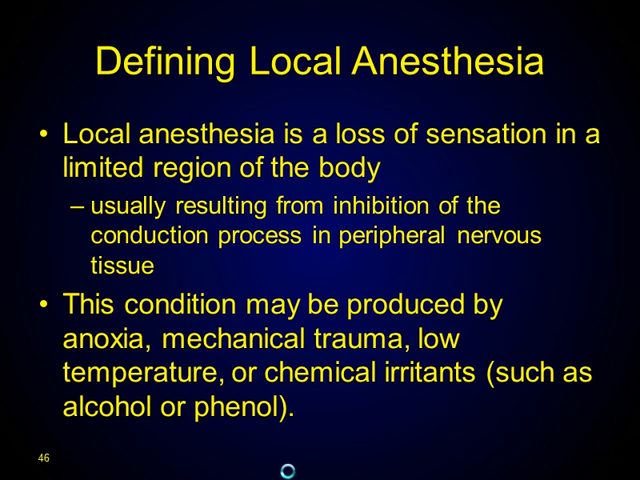 Defining Local Anesthesia
• Local anesthesia is a loss of sensation in a
limited region of the body
– usually resulting from inhibition of the
conduction process in peripheral nervous
tissue
• This condition may be produced by
anoxia, mechanical trauma, low
temperature, or chemical irritants (such as
alcohol or phenol).
46